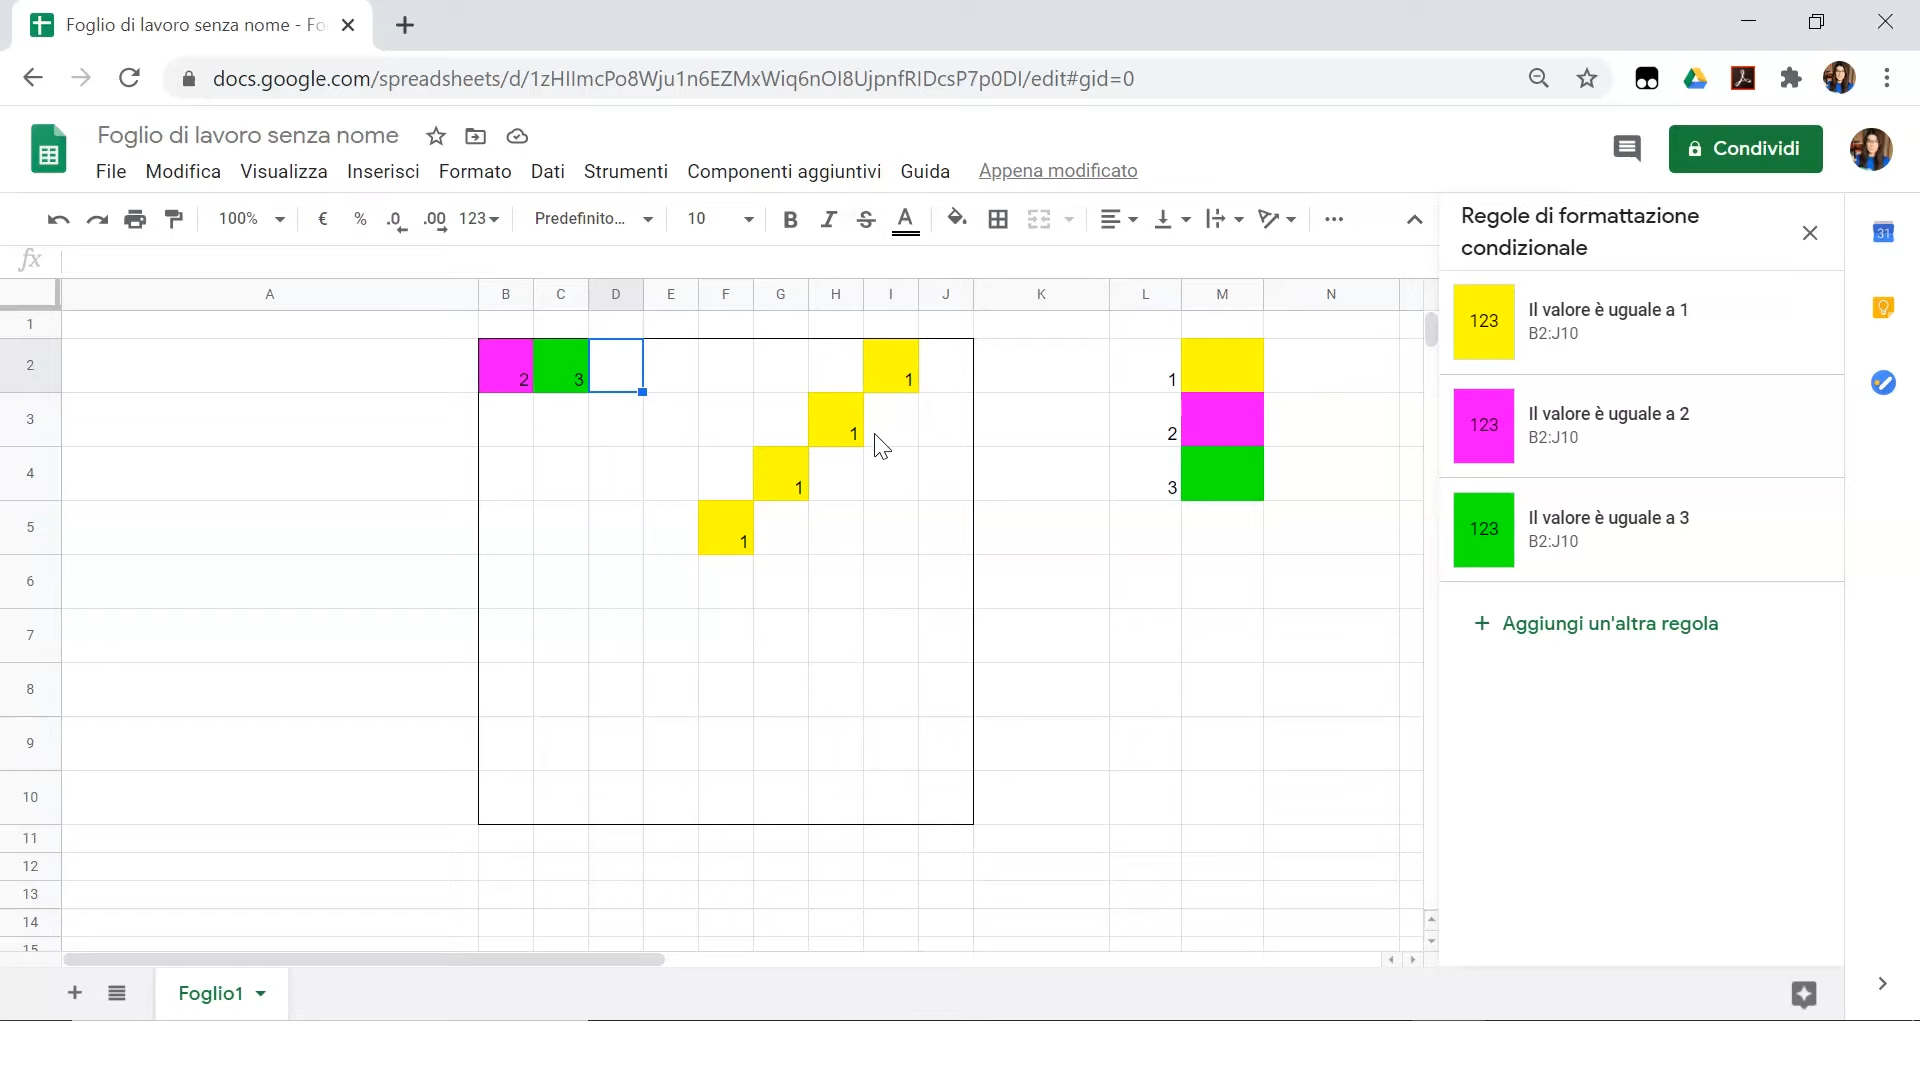 Foglio di lavoro senza nome - Fo
docs.google.com/spreadsheets/d/1zHIImcPo8Wju1n6EZMxWiq6nOI8UjpnfRIDcsP7p0DI/edit#gid=0
Foglio di lavoro senza nome
File Modifica Visualizza Inserisci Formato Dati Strumenti Componenti aggiuntivi Guida Appena modificato
Condividi
100% € % .0 .00 123 Predefinito... 10 B I S A
Regole di formattazione
condizionale
31
fx
A B C D E F G H I J K L M N
1
2 2 3 1 1
3 1 2
4 1 3
5 1
6
7
8
9
10
11
12
13
14
15
123 Il valore è uguale a 1
B2:J10
123 Il valore è uguale a 2
B2:J10
123 Il valore è uguale a 3
B2:J10
+ Aggiungi un'altra regola
Foglio1